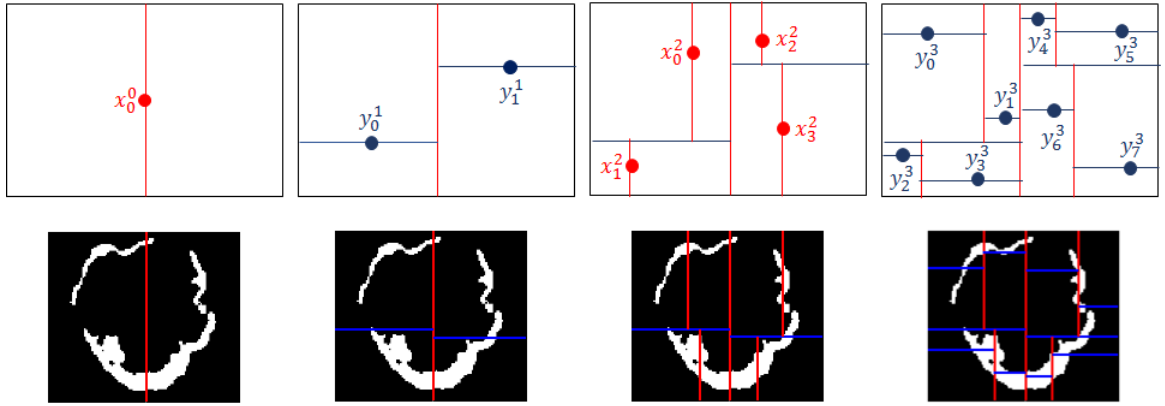 x_0^0
y_0^1
y_1^1
x_0^2
x_1^2
x_2^2
x_3^2
y_0^3
y_1^3
y_2^3
y_3^3
y_4^3
y_5^3
y_6^3
y_7^3